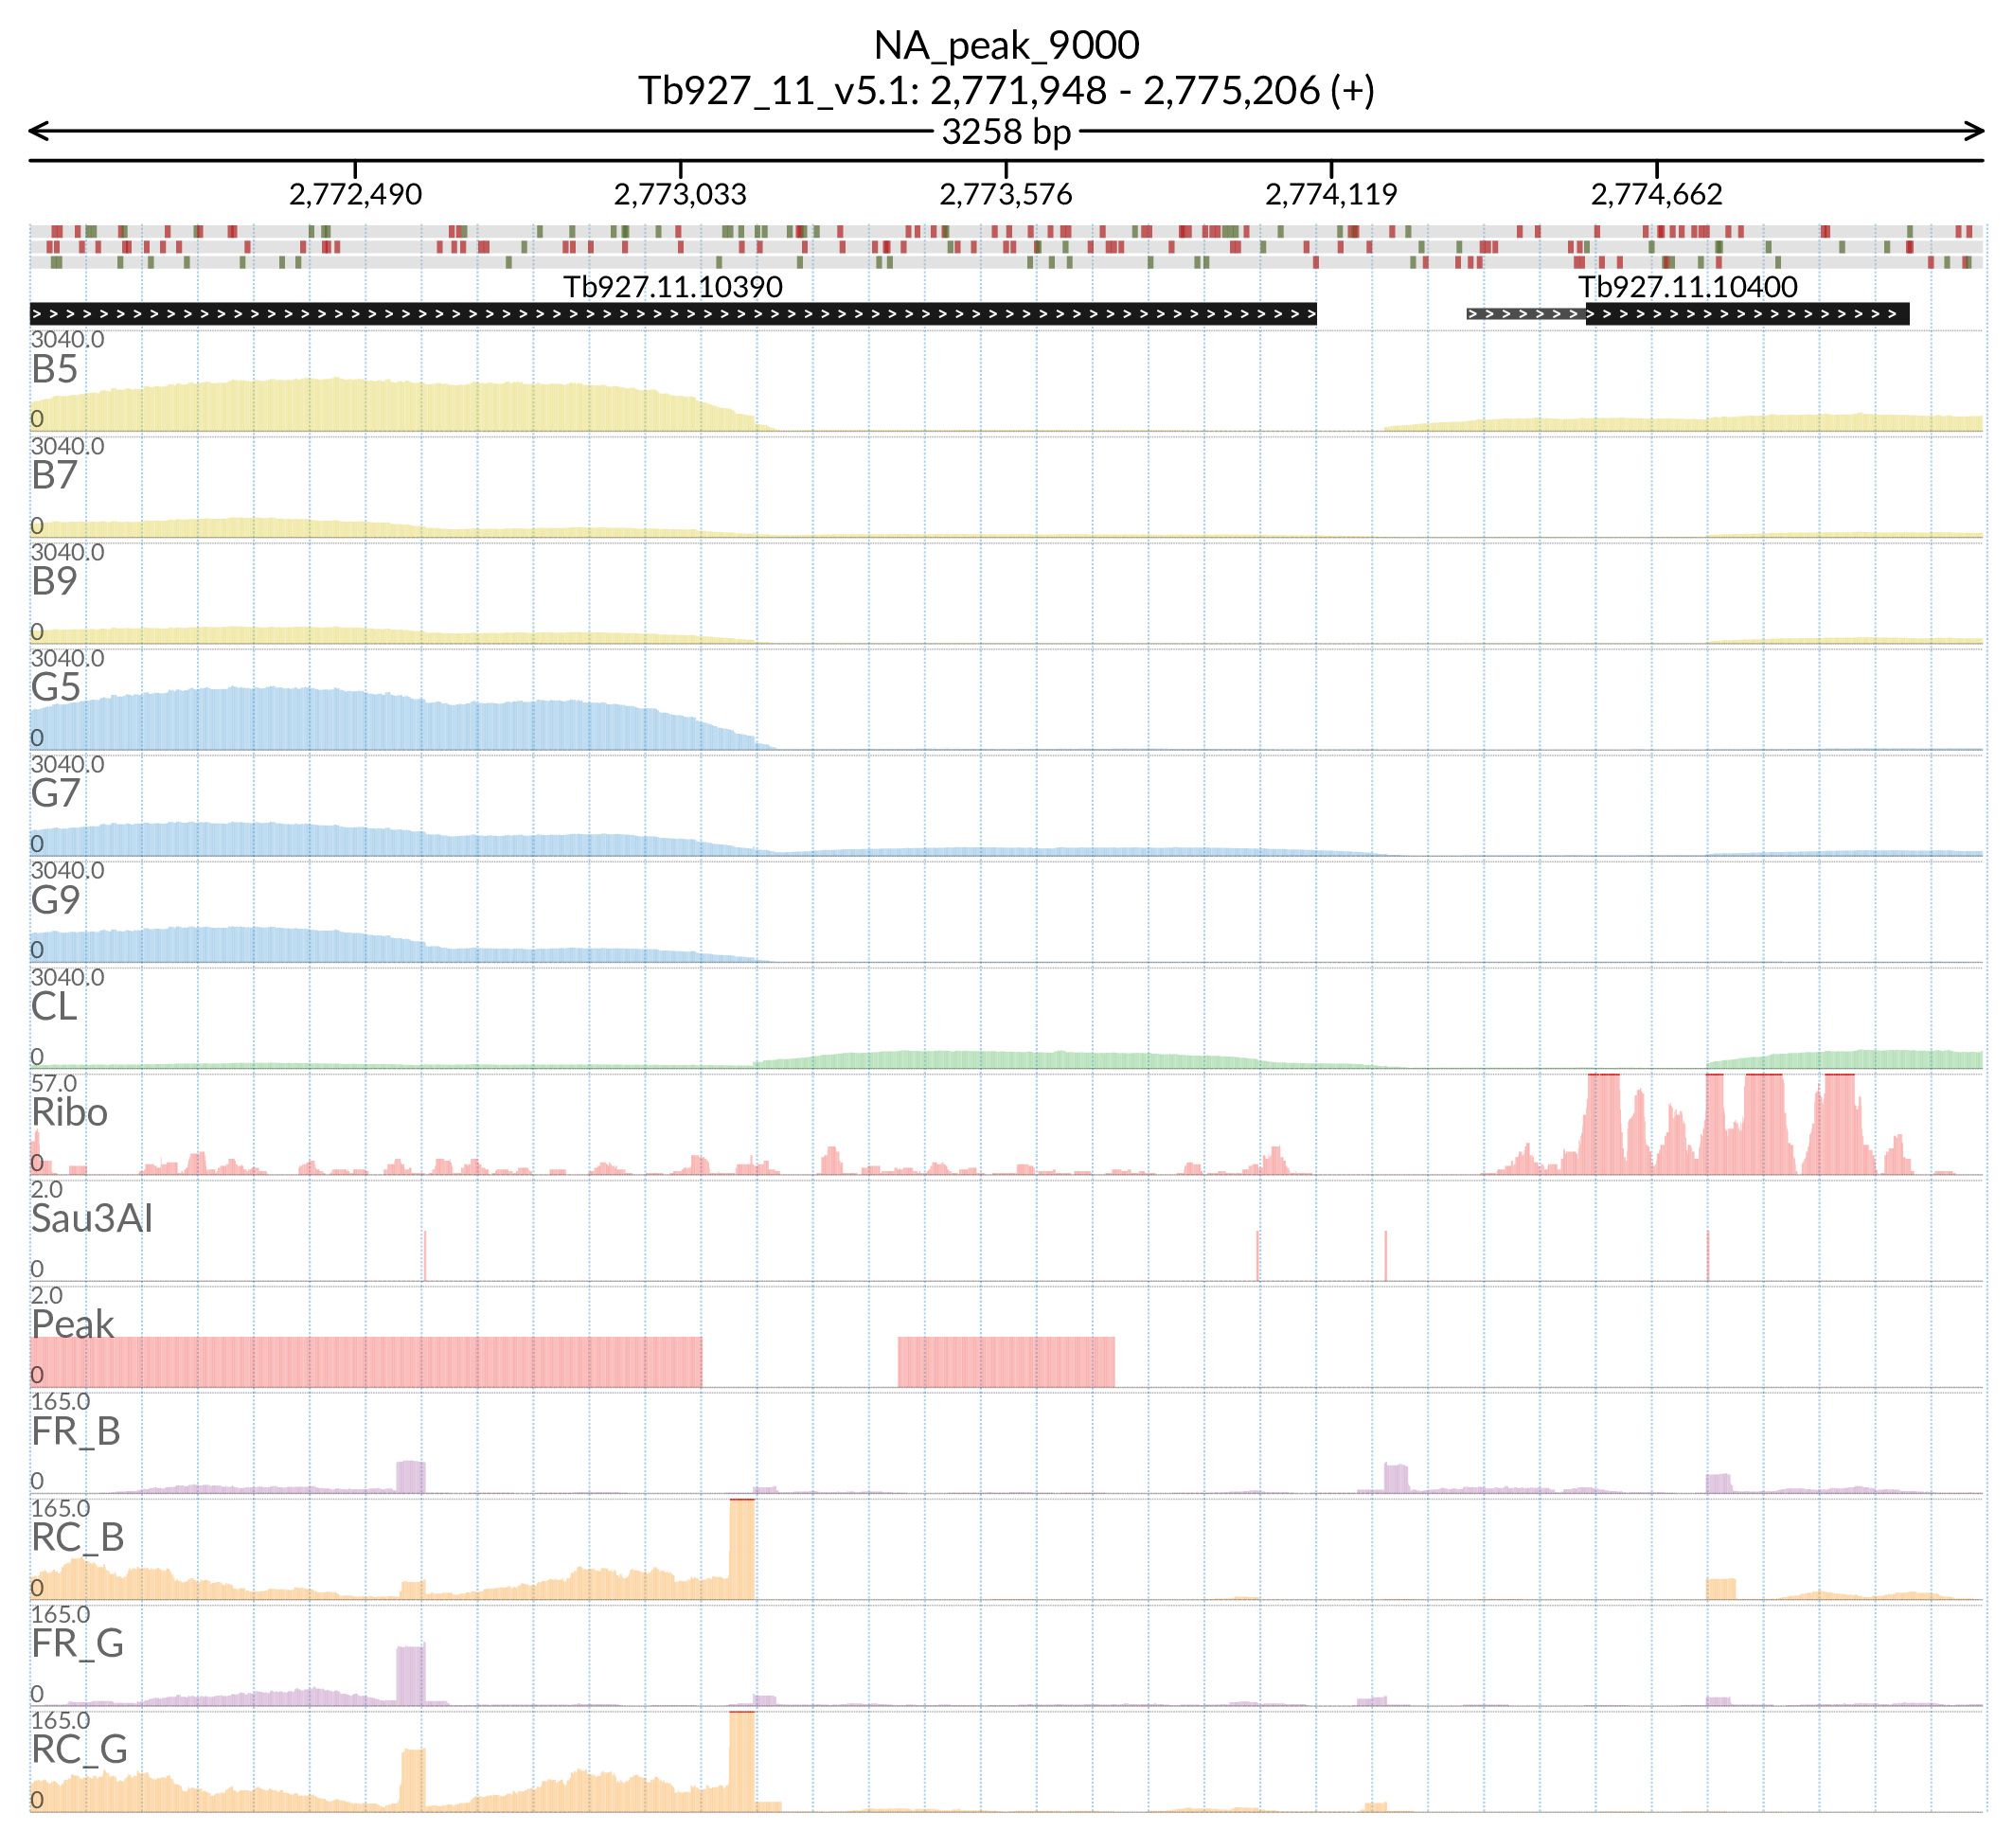 NA_peak_9000
Tb927_11_v5.1: 2,771,948 - 2,775,206 (+)
3258 bp
2,772,490 2,773,033 2,773,576 2,774,119 2,774,662
Tb927.11.10390 Tb927.11.10400
3040.0
B5
0
3040.0
B7
0
3040.0
B9
0
3040.0
G5
0
3040.0
G7
0
3040.0
G9
0
3040.0
CL
0
57.0
Ribo
0
2.0
Sau3AI
0
2.0
Peak
0
165.0
FR_B
0
165.0
RC_B
0
165.0
FR_G
0
165.0
RC_G
0